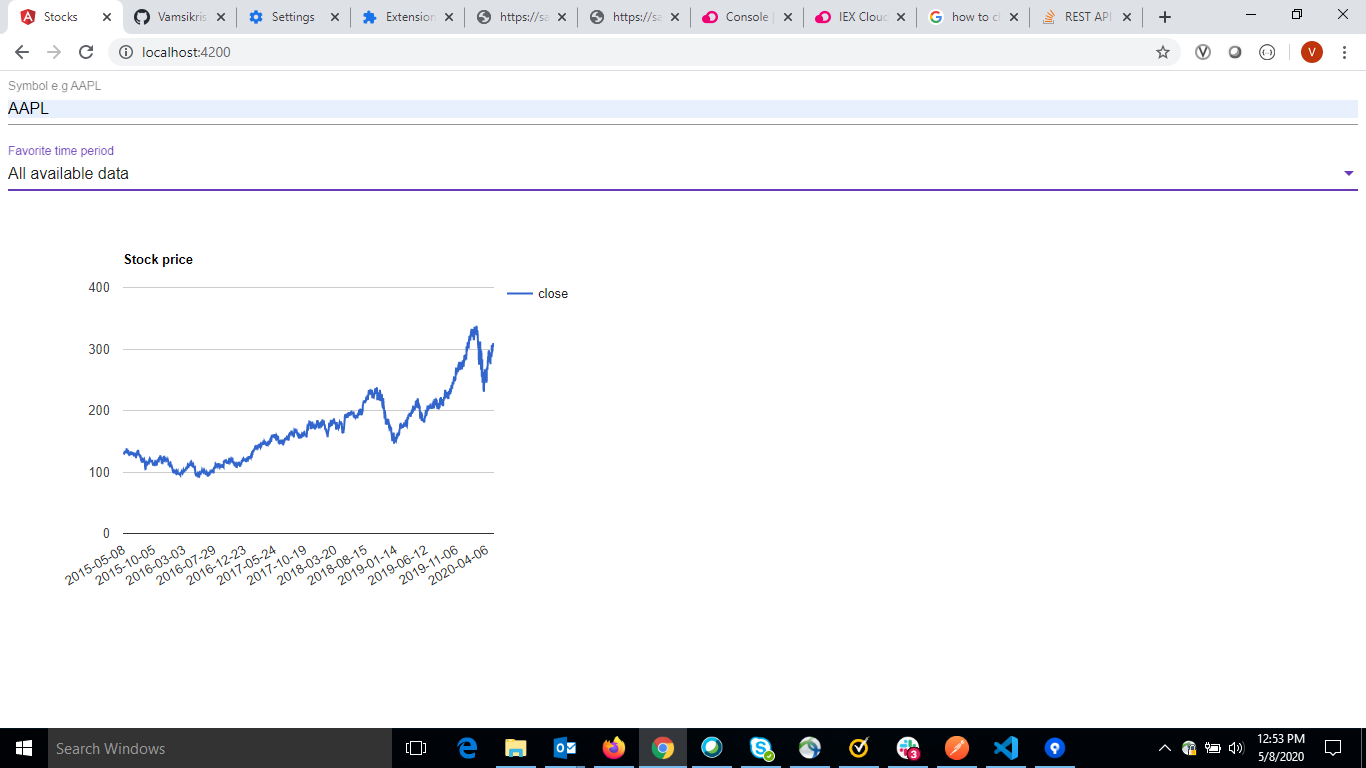 Stocks
Vamsikris
Settings
Extension
https://sa
https://sa
Console
IEX Cloud
how to cl
REST API
localhost:4200
V
Symbol e.g AAPL
AAPL
Favorite time period
All available data
Stock price
close
400
300
200
100
0
2015-05-08
2015-10-05
2016-03-03
2016-07-29
2016-12-23
2017-05-24
2017-10-19
2018-03-20
2018-08-15
2019-01-14
2019-06-12
2019-11-06
2020-04-06
Search Windows
3
12:53 PM
5/8/2020